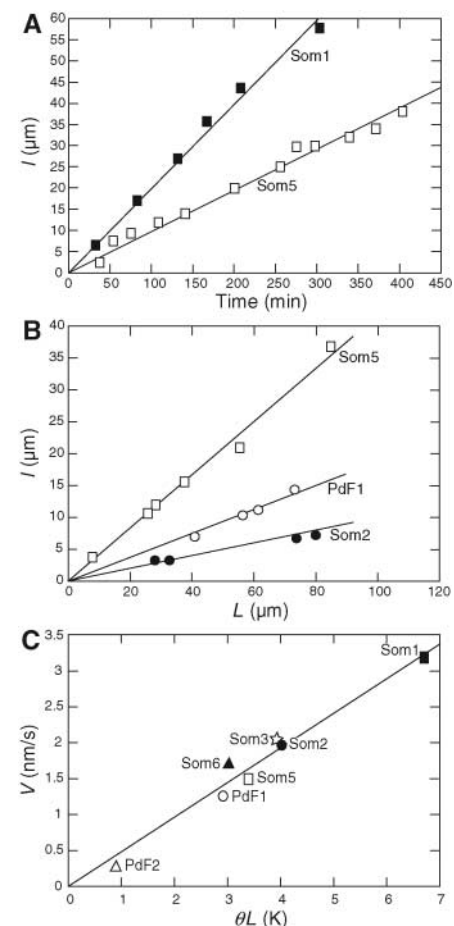 A
60
55
50
45
40
35
30
25
20
15
10
5
0
l (µm)
Som1
Som5
0 50 100 150 200 250 300 350 400 450
Time (min)
B
40
35
30
25
20
15
10
5
0
l (µm)
Som5
PdF1
Som2
0 20 40 60 80 100 120
L (µm)
C
3.5
3
2.5
2
1.5
1
0.5
0
V (nm/s)
Som1
Som3
Som2
Som6
Som5
PdF1
PdF2
0 1 2 3 4 5 6 7
θL (K)